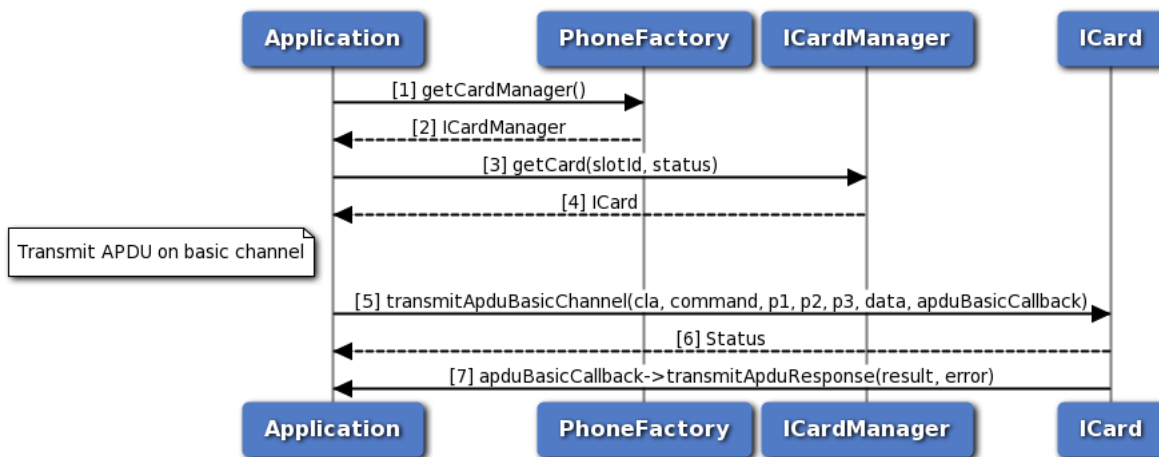 Application PhoneFactory ICardManager ICard
[1] getCardManager()
[2] ICardManager
[3] getCard(slotId, status)
[4] ICard
Transmit APDU on basic channel
[5] transmitApduBasicChannel(cla, command, p1, p2, p3, data, apduBasicCallback)
[6] Status
[7] apduBasicCallback->transmitApduResponse(result, error)
Application PhoneFactory ICardManager ICard